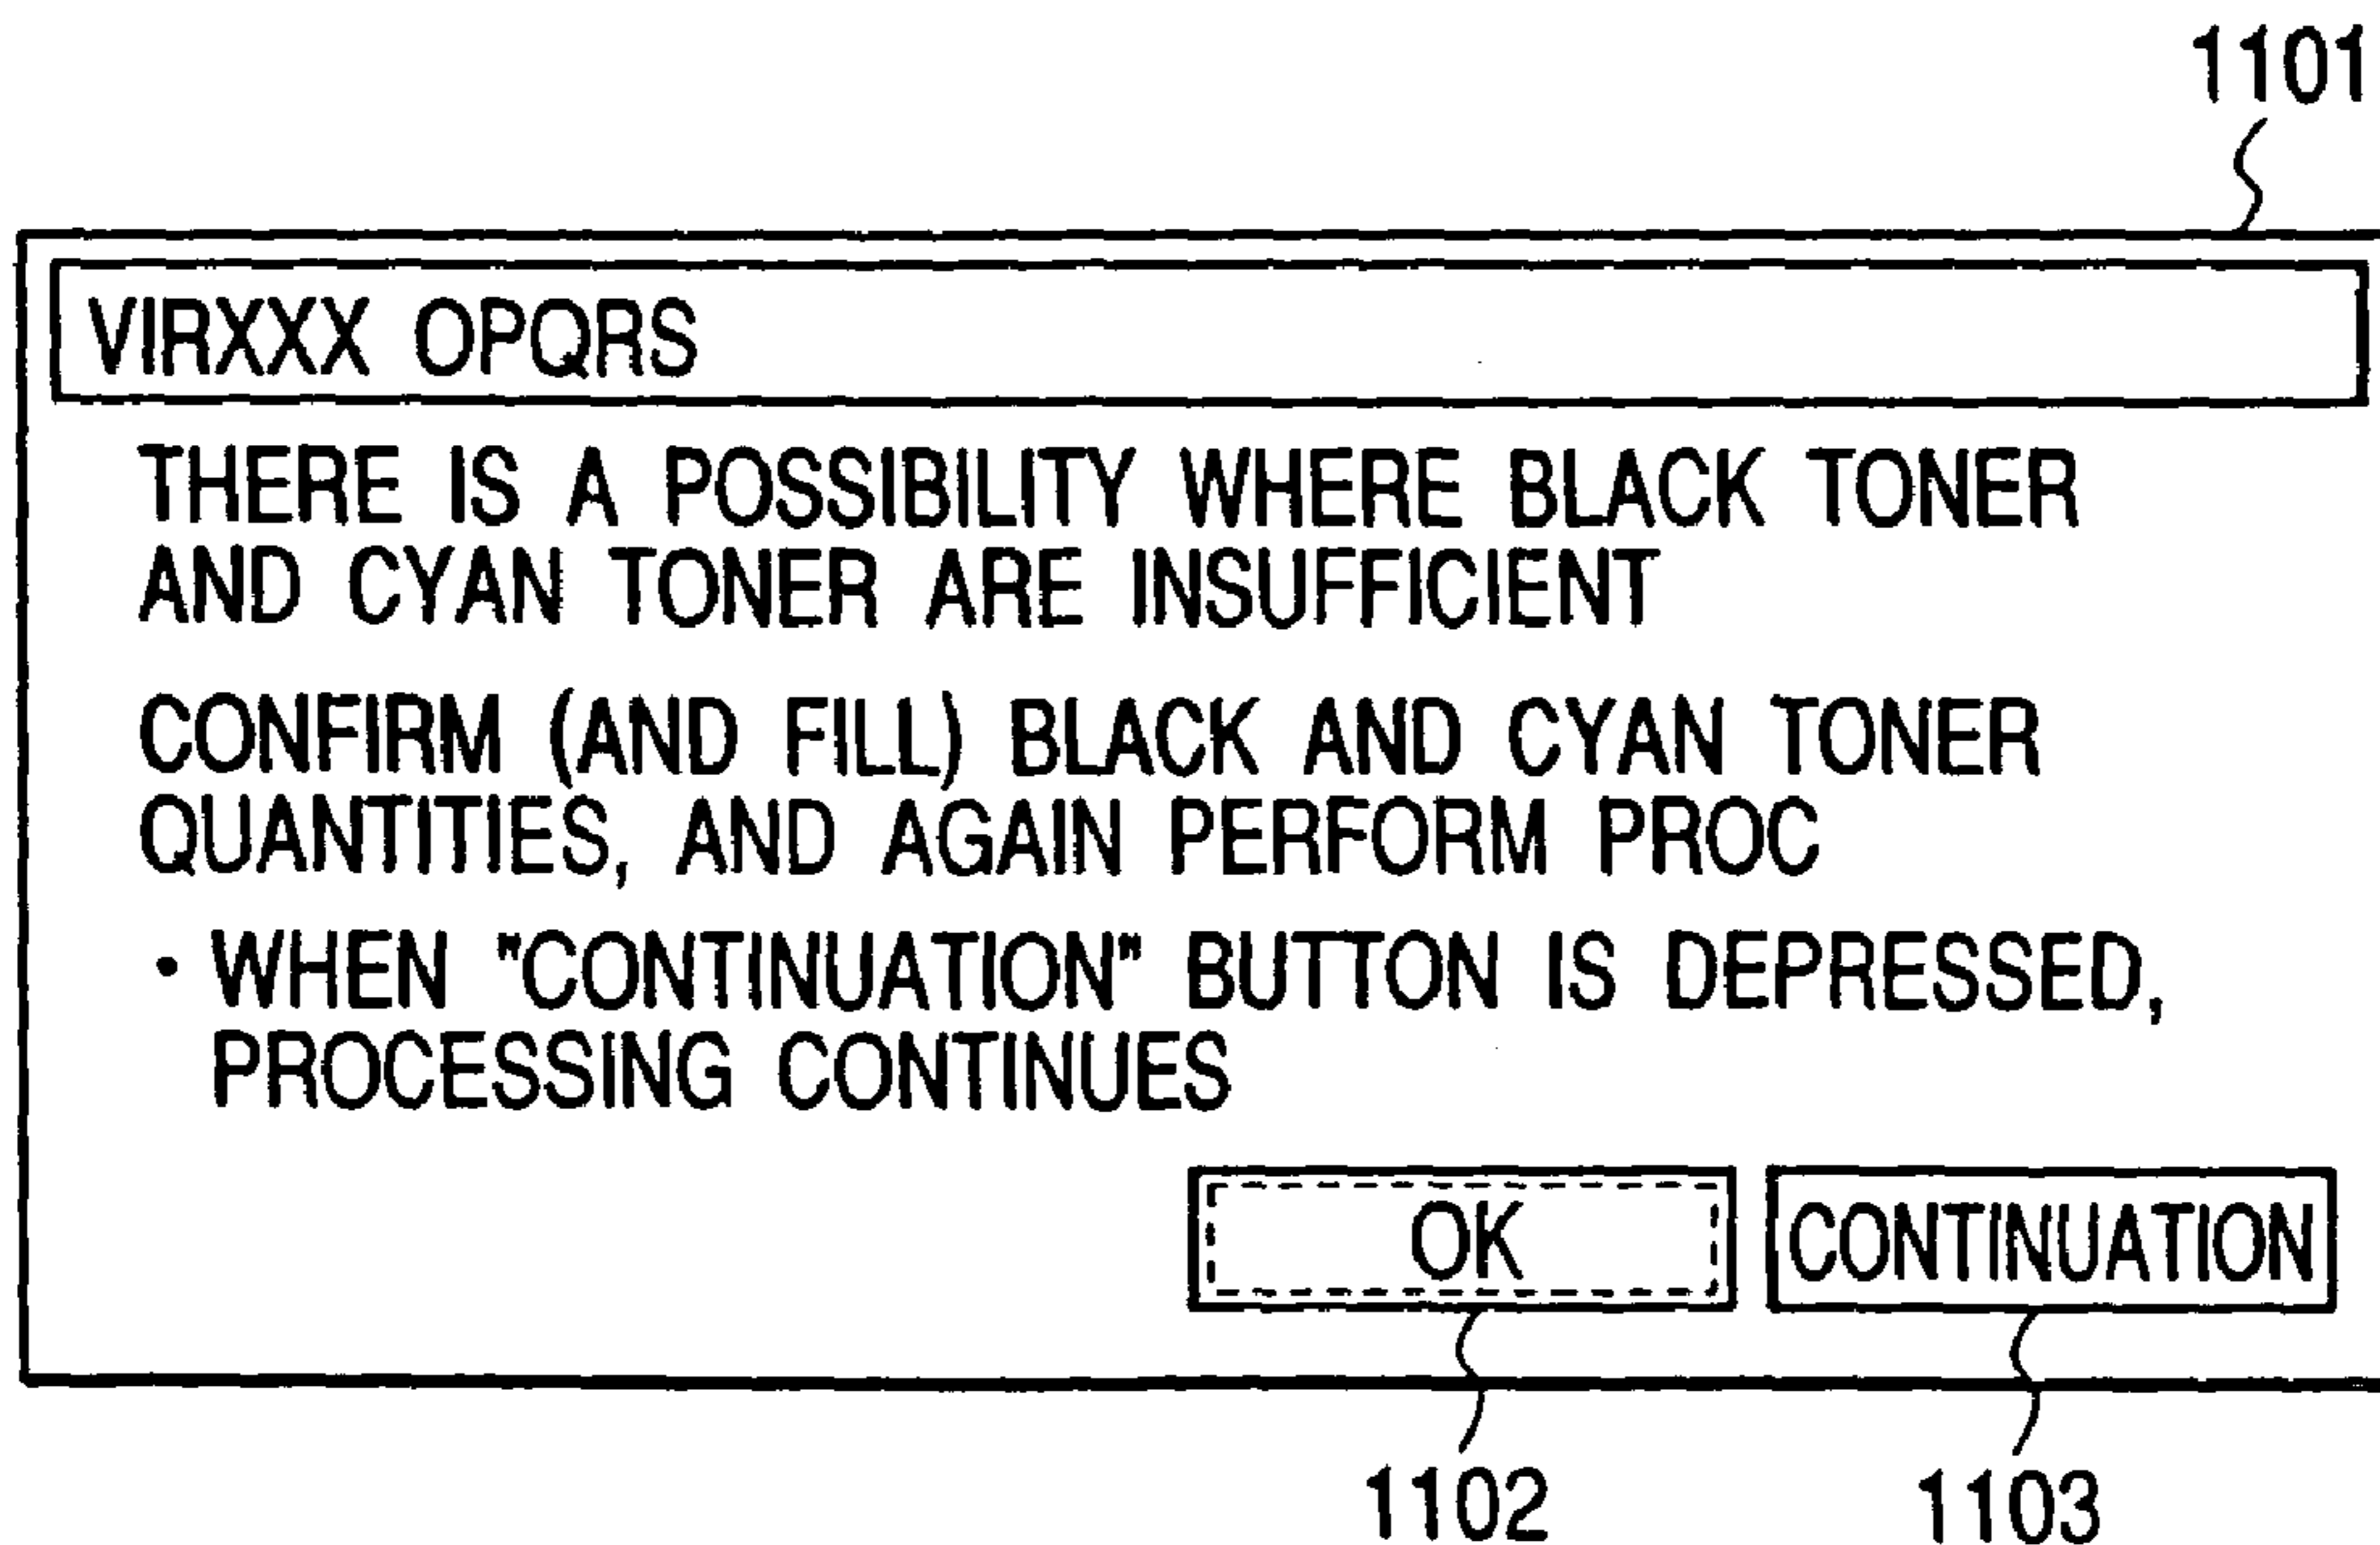 1101
VIRXXX OPQRS
THERE IS A POSSIBILITY WHERE BLACK TONER
AND CYAN TONER ARE INSUFFICIENT
CONFIRM (AND FILL) BLACK AND CYAN TONER
QUANTITIES, AND AGAIN PERFORM PROC
• WHEN "CONTINUATION" BUTTON IS DEPRESSED,
PROCESSING CONTINUES
OK CONTINUATION
1102 1103